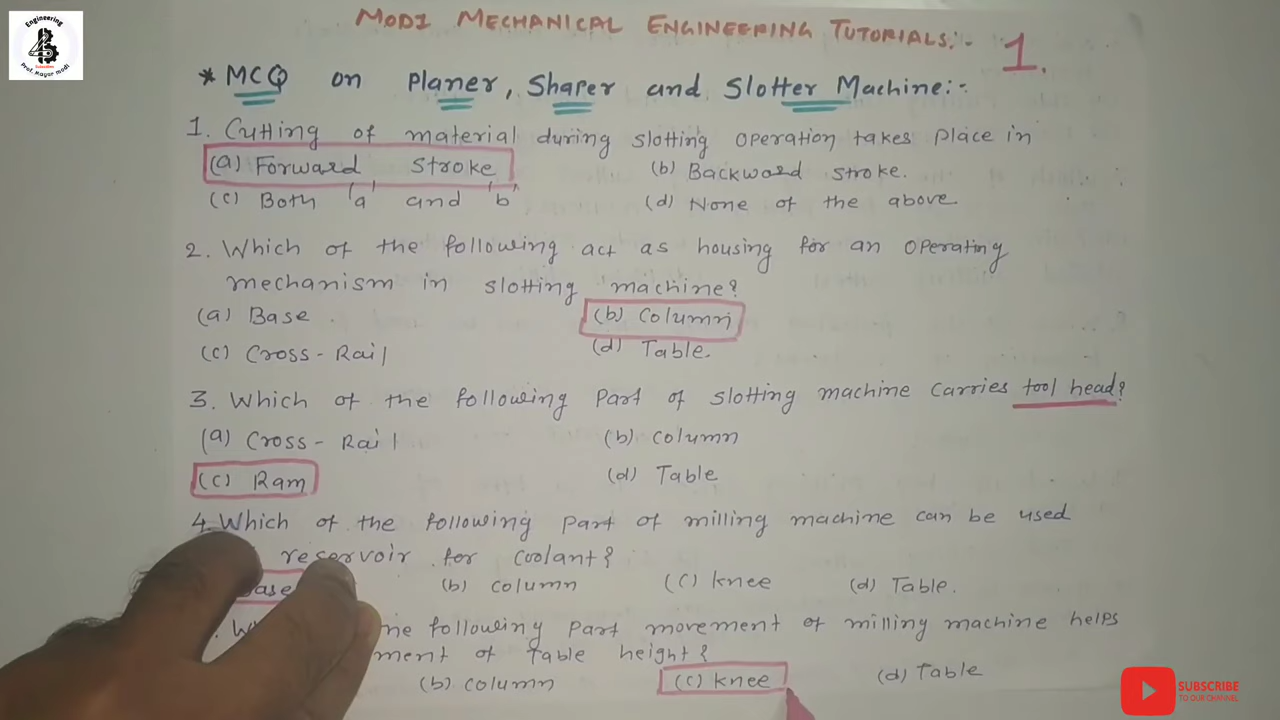 Engineering
Subscribe
Prof. Mayur modi
MODI MECHANICAL ENGINEERING TUTORIALS:- 1.
* MCQ on Planer, Shaper and Slotter Machine:-
1. Cutting of material during slotting operation takes place in
(a) Forward Stroke (b) Backward stroke.
(c) Both 'a' and 'b' (d) None of the above
2. Which of the following act as housing for an operating
mechanism in slotting machine?
(a) Base (b) Column
(c) Cross-Rail (d) Table.
3. Which of the following part of slotting machine carries tool head?
(a) Cross-Rail (b) column
(c) Ram (d) Table
4. Which of the following part of milling machine can be used
reservoir for coolant?
Base (b) column (c) knee (d) Table.
following part movement of milling machine helps
ment of table height?
(b) column (c) knee (d) Table
SUBSCRIBE
TO OUR CHANNEL